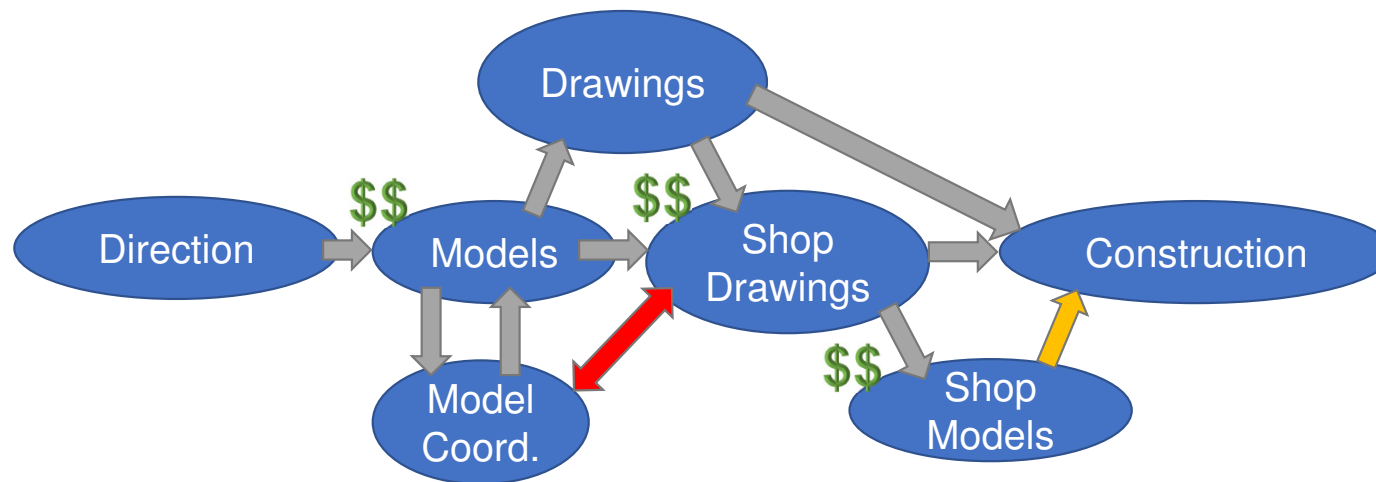 Drawings
$$
$$
Direction
Models
Shop
Drawings
Construction
$$
Model
Coord.
Shop
Models